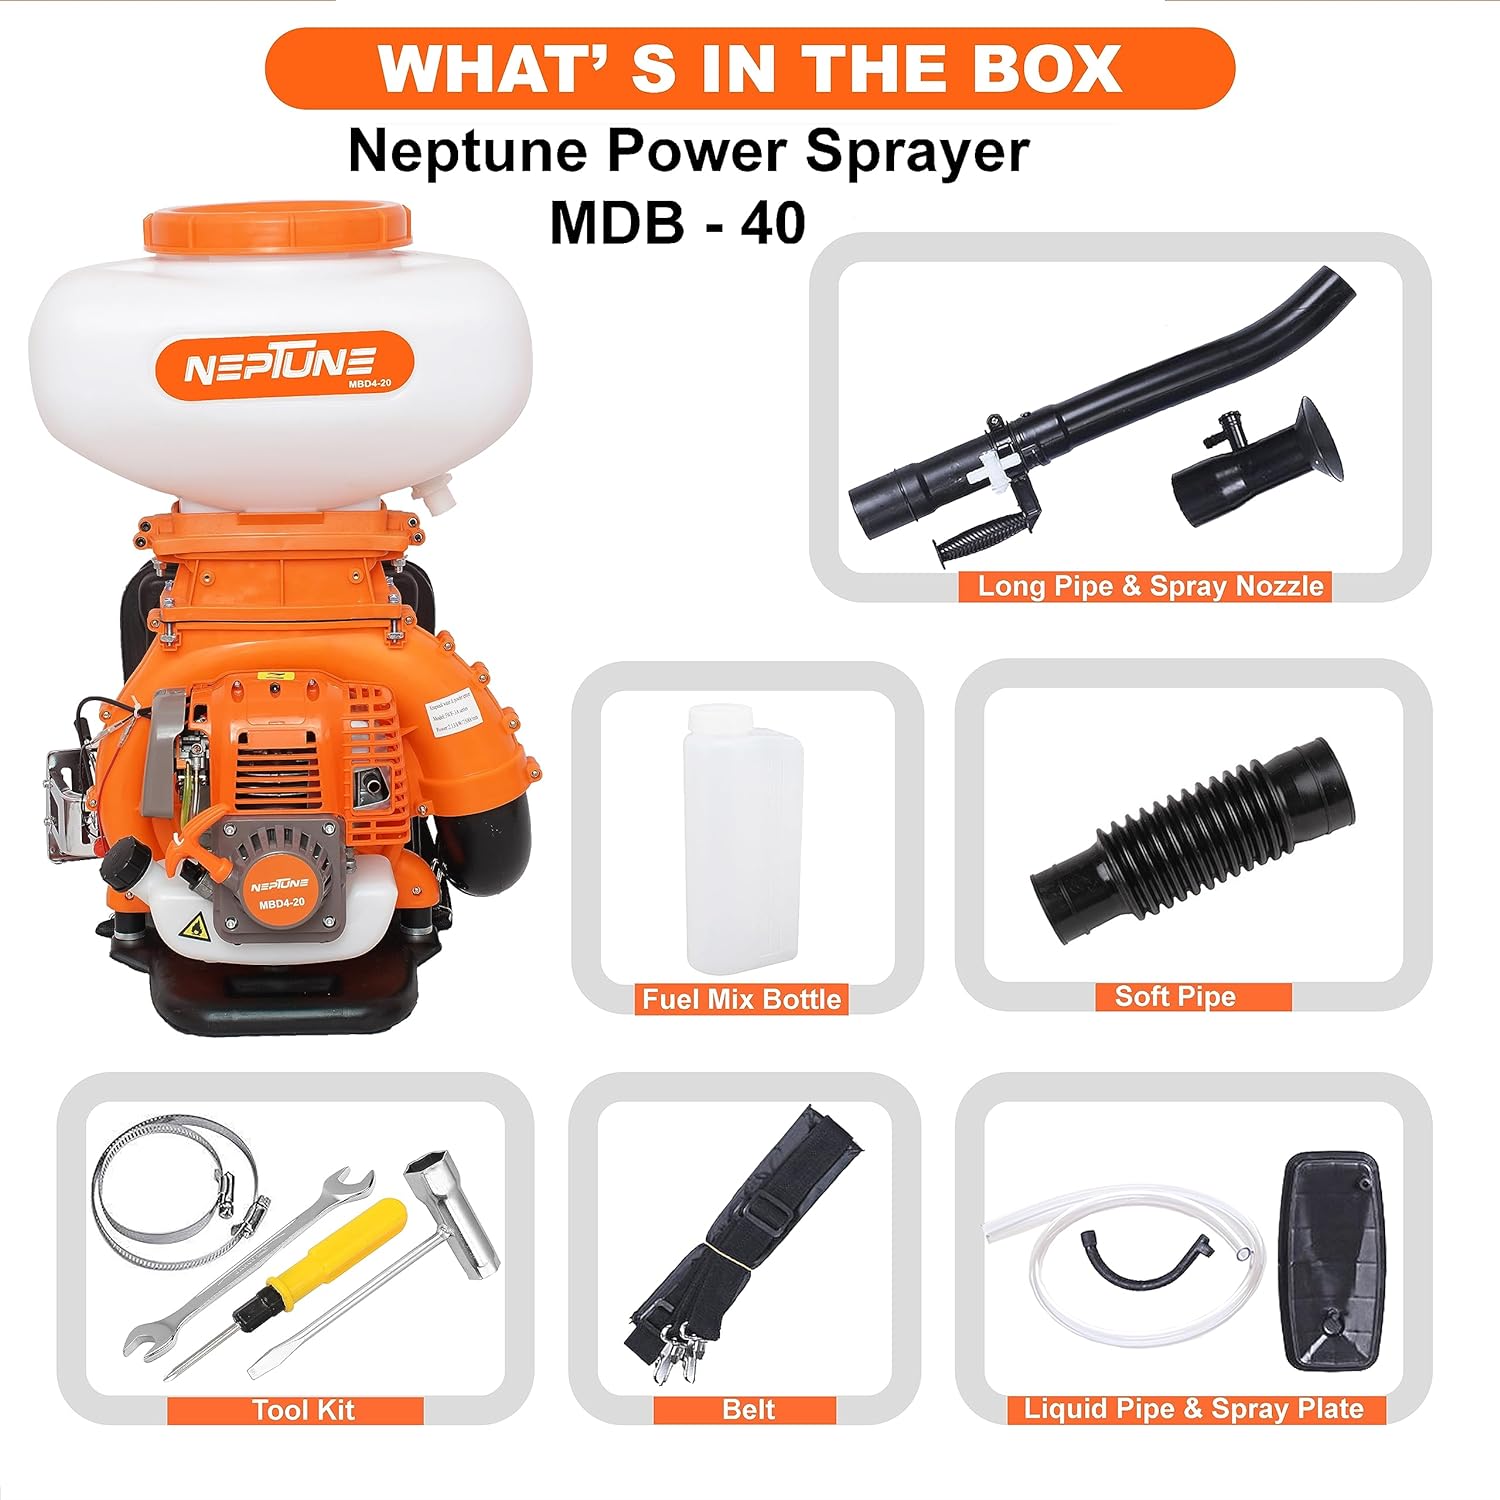 WHAT' S IN THE BOX
Neptune Power Sprayer
MDB - 40
NEPTUNE
MBD4-20
NEPTUNE
MBD4-20
Long Pipe & Spray Nozzle
Fuel Mix Bottle
Soft Pipe
Tool Kit
Belt
Liquid Pipe & Spray Plate